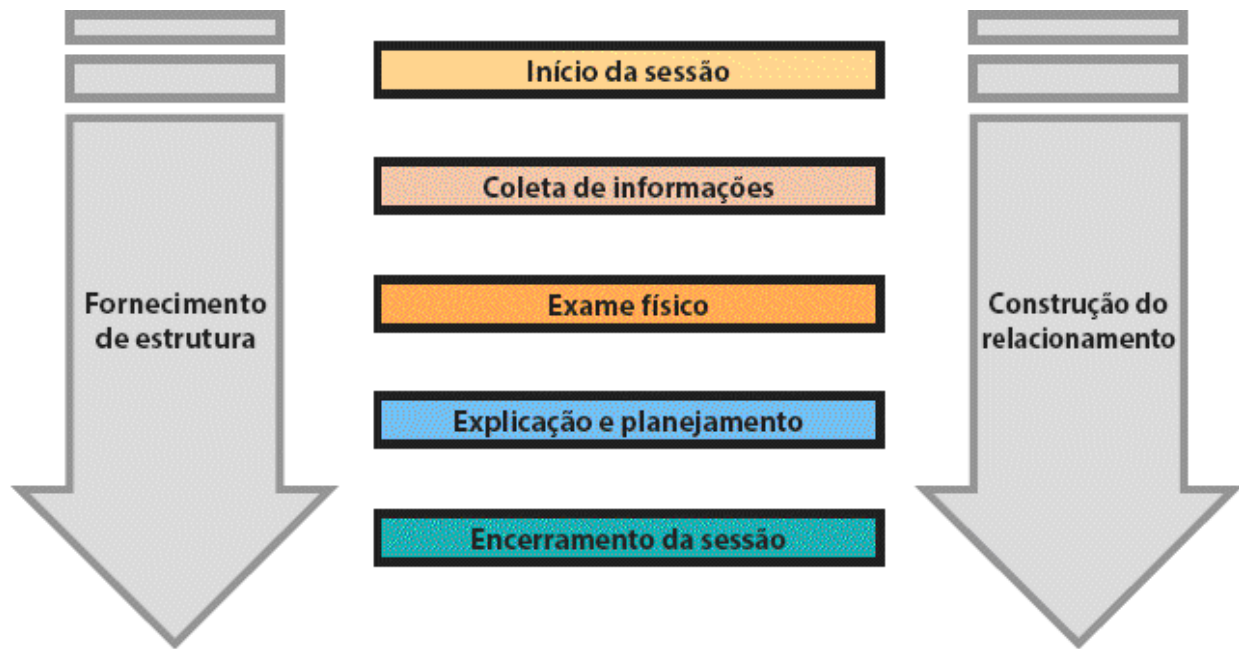 Início da sessão
Coleta de informações
Exame físico
Explicação e planejamento
Encerramento da sessão
Fornecimento
de estrutura
Construção do
relacionamento